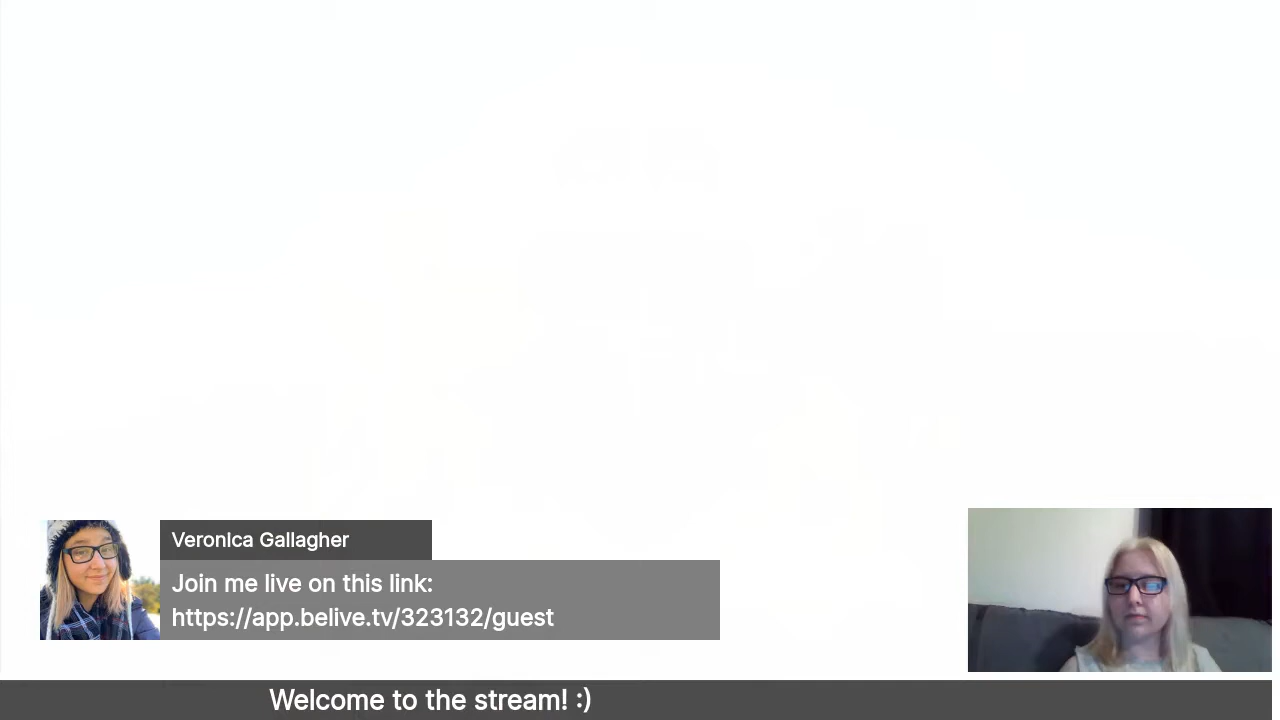 Veronica Gallagher
Join me live on this link:
https://app.belive.tv/323132/guest
Welcome to the stream! :)